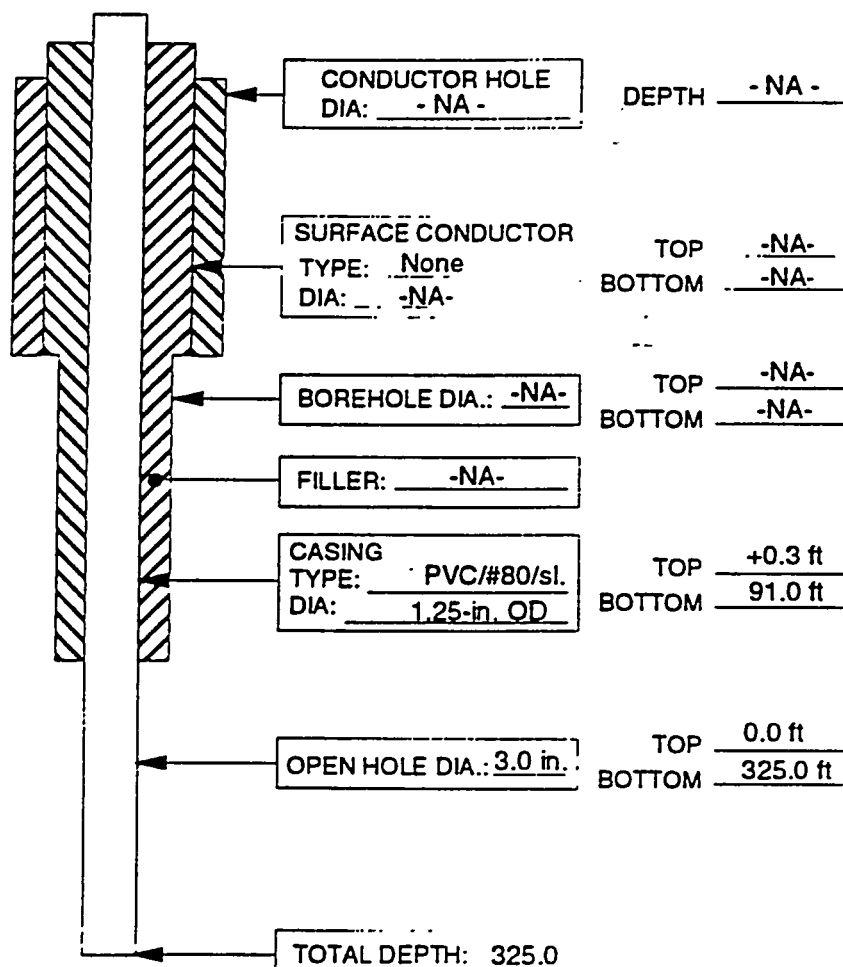 CONDUCTOR HOLE
DIA: - NA -
DEPTH - NA -
SURFACE CONDUCTOR
TYPE: None
DIA: -NA-
TOP -NA-
BOTTOM -NA-
BOREHOLE DIA.: -NA-
TOP -NA-
BOTTOM -NA-
FILLER: -NA-
CASING
TYPE: PVC/#80/sl.
DIA: 1.25-in. OD
TOP +0.3 ft
BOTTOM 91.0 ft
OPEN HOLE DIA.: 3.0 in.
TOP 0.0 ft
BOTTOM 325.0 ft
TOTAL DEPTH: 325.0